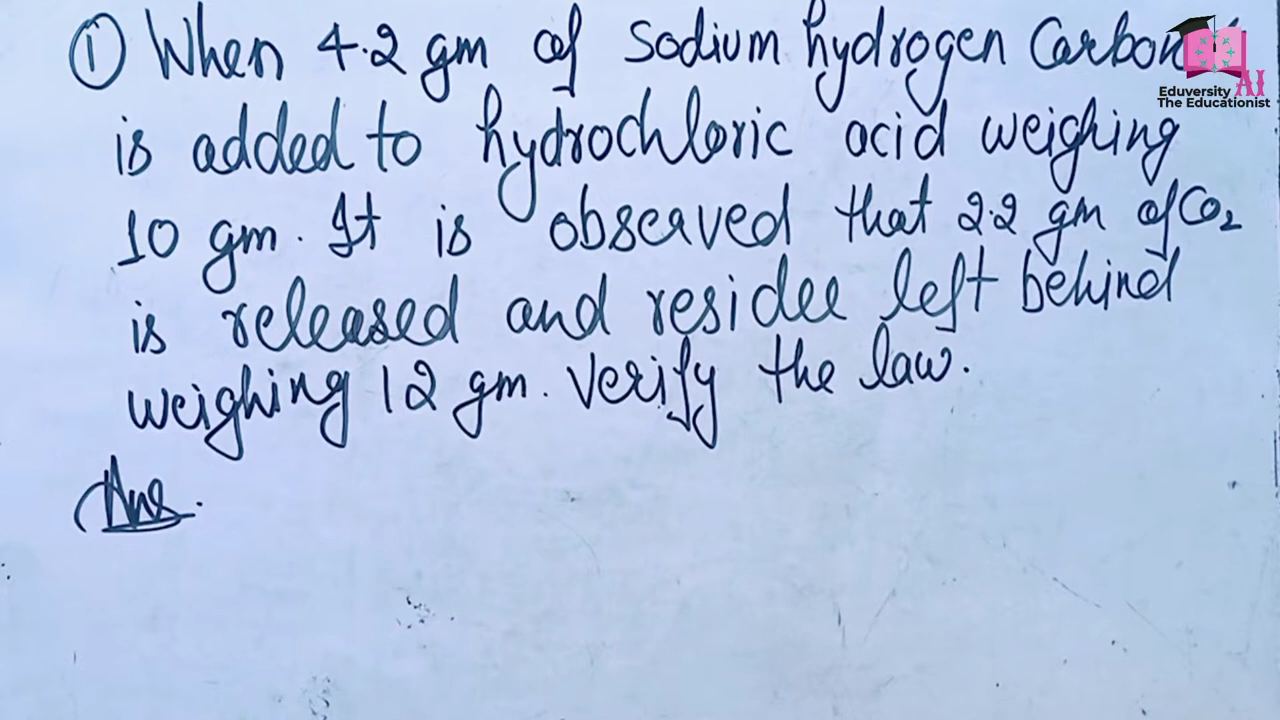 ① When 4.2 gm of Sodium hydrogen Carbon
is added to hydrochloric acid weighing
10 gm. It is observed that 2.2 gm of CO₂
is released and residee left behind
weighing 12 gm. Verify the law.
Ans.
AI
Eduversity
The Educationist